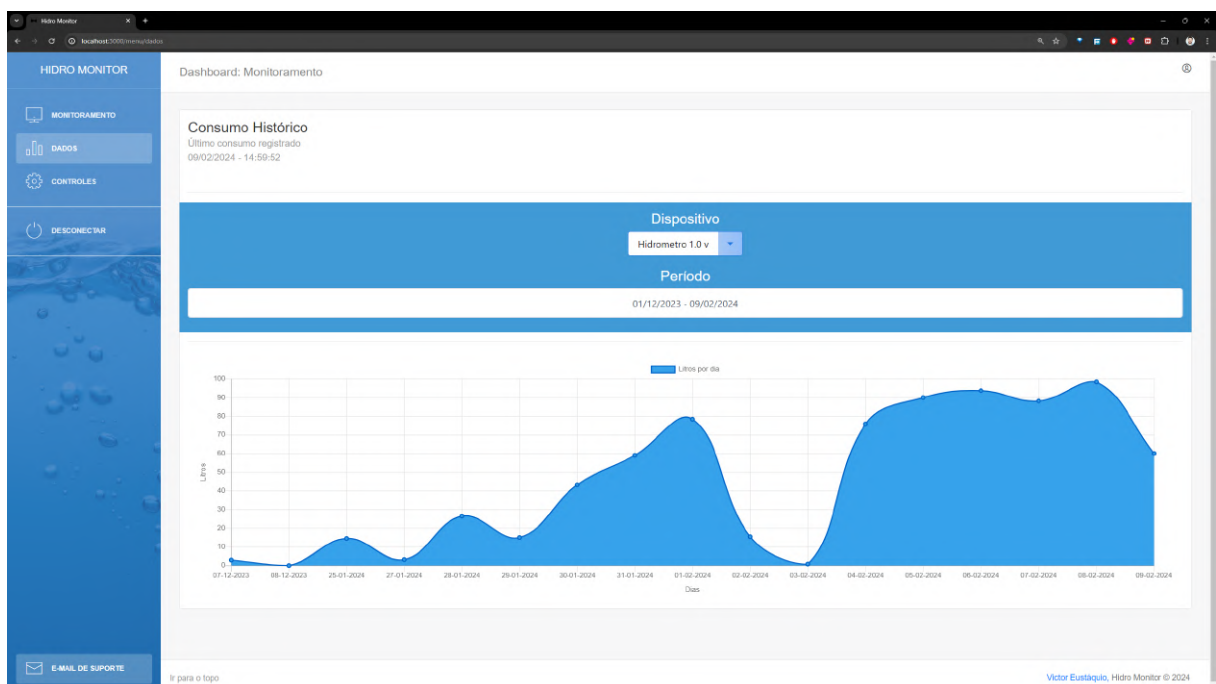 Hidro Monitor
localhost:3000/menu/dados
HIDRO MONITOR
Dashboard: Monitoramento
MONITORAMENTO
DADOS
CONTROLES
DESCONECTAR
E-MAIL DE SUPORTE
Consumo Histórico
Último consumo registrado
09/02/2024 - 14:59:52
Dispositivo
Hidrometro 1.0 v
Período
01/12/2023 - 09/02/2024
Litros por dia
100
90
80
70
60
50
40
30
20
10
0
Litros
07-12-2023 08-12-2023 25-01-2024 27-01-2024 28-01-2024 29-01-2024 30-01-2024 31-01-2024 01-02-2024 02-02-2024 03-02-2024 04-02-2024 05-02-2024 06-02-2024 07-02-2024 08-02-2024 09-02-2024
Dias
Ir para o topo
Victor Eustáquio, Hidro Monitor © 2024